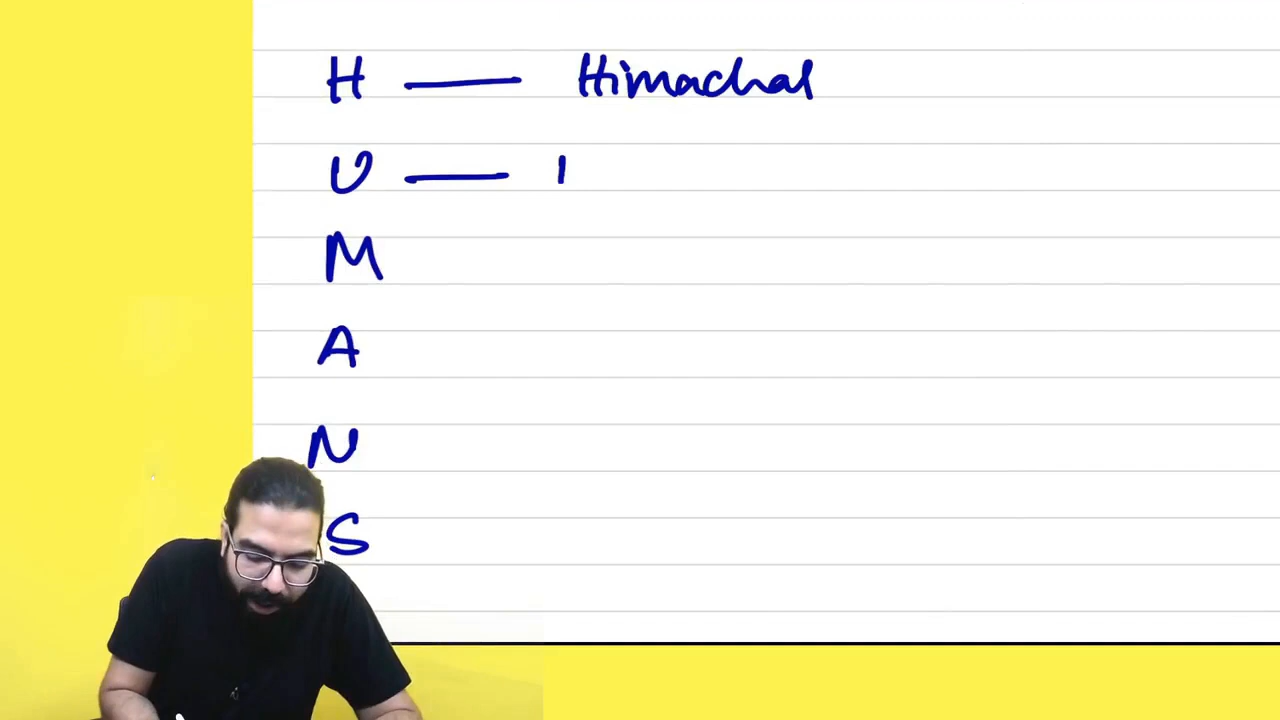 H — Himachal
U — 
M
A
N
S